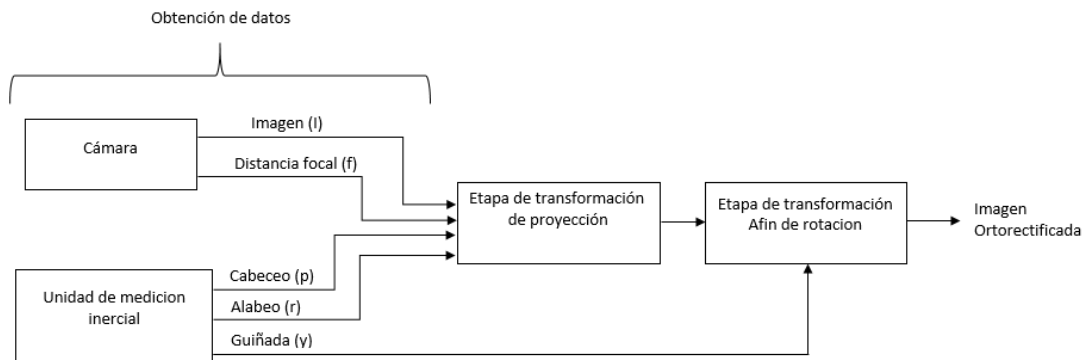 Obtención de datos
Cámara
Imagen (I)
Distancia focal (f)
Etapa de transformación
de proyección
Etapa de transformación
Afin de rotacion
Imagen
Ortorectificada
Unidad de medicion
inercial
Cabeceo (p)
Alabeo (r)
Guiñada (y)